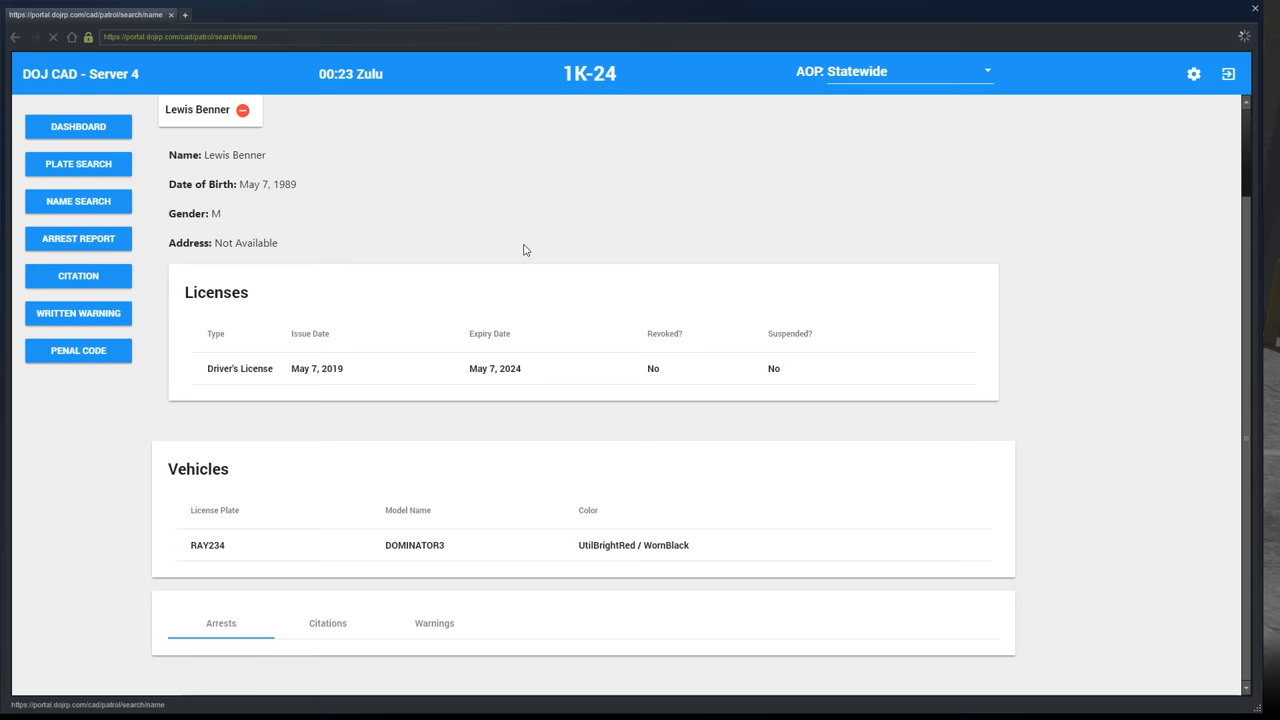 https://portal.dojrp.com/cad/patrol/search/name × +
https://portal.dojrp.com/cad/patrol/search/name
DOJ CAD - Server 4 00:23 Zulu 1K-24 AOP: Statewide
Lewis Benner
DASHBOARD
PLATE SEARCH
NAME SEARCH
ARREST REPORT
CITATION
WRITTEN WARNING
PENAL CODE
Name: Lewis Benner
Date of Birth: May 7, 1989
Gender: M
Address: Not Available
Licenses
Type Issue Date Expiry Date Revoked? Suspended?
Driver's License May 7, 2019 May 7, 2024 No No
Vehicles
License Plate Model Name Color
RAY234 DOMINATOR3 UtilBrightRed / WornBlack
Arrests Citations Warnings
https://portal.dojrp.com/cad/patrol/search/name